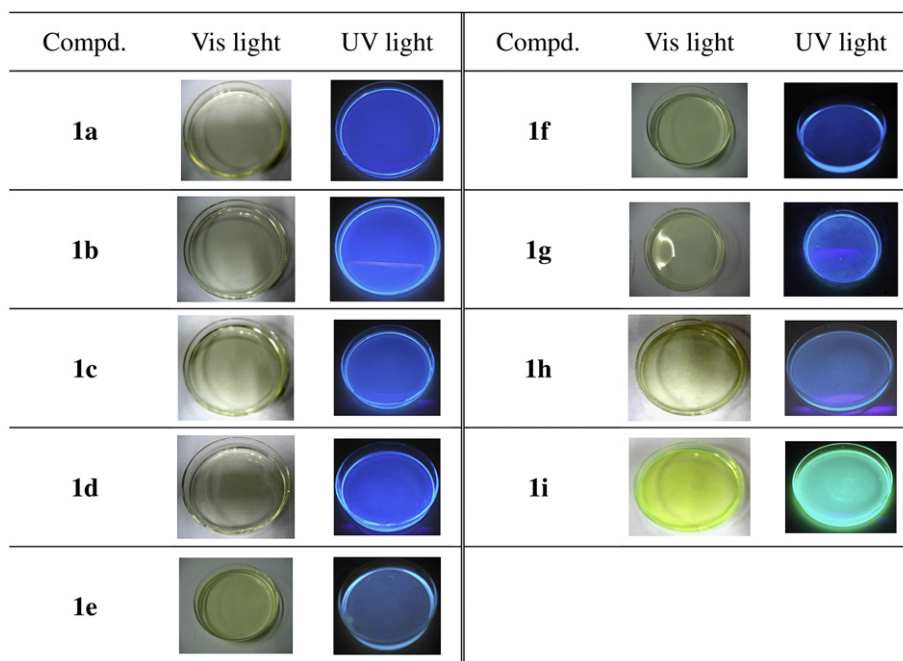 Compd. Vis light UV light Compd. Vis light UV light
1a 1f
1b 1g
1c 1h
1d 1i
1e